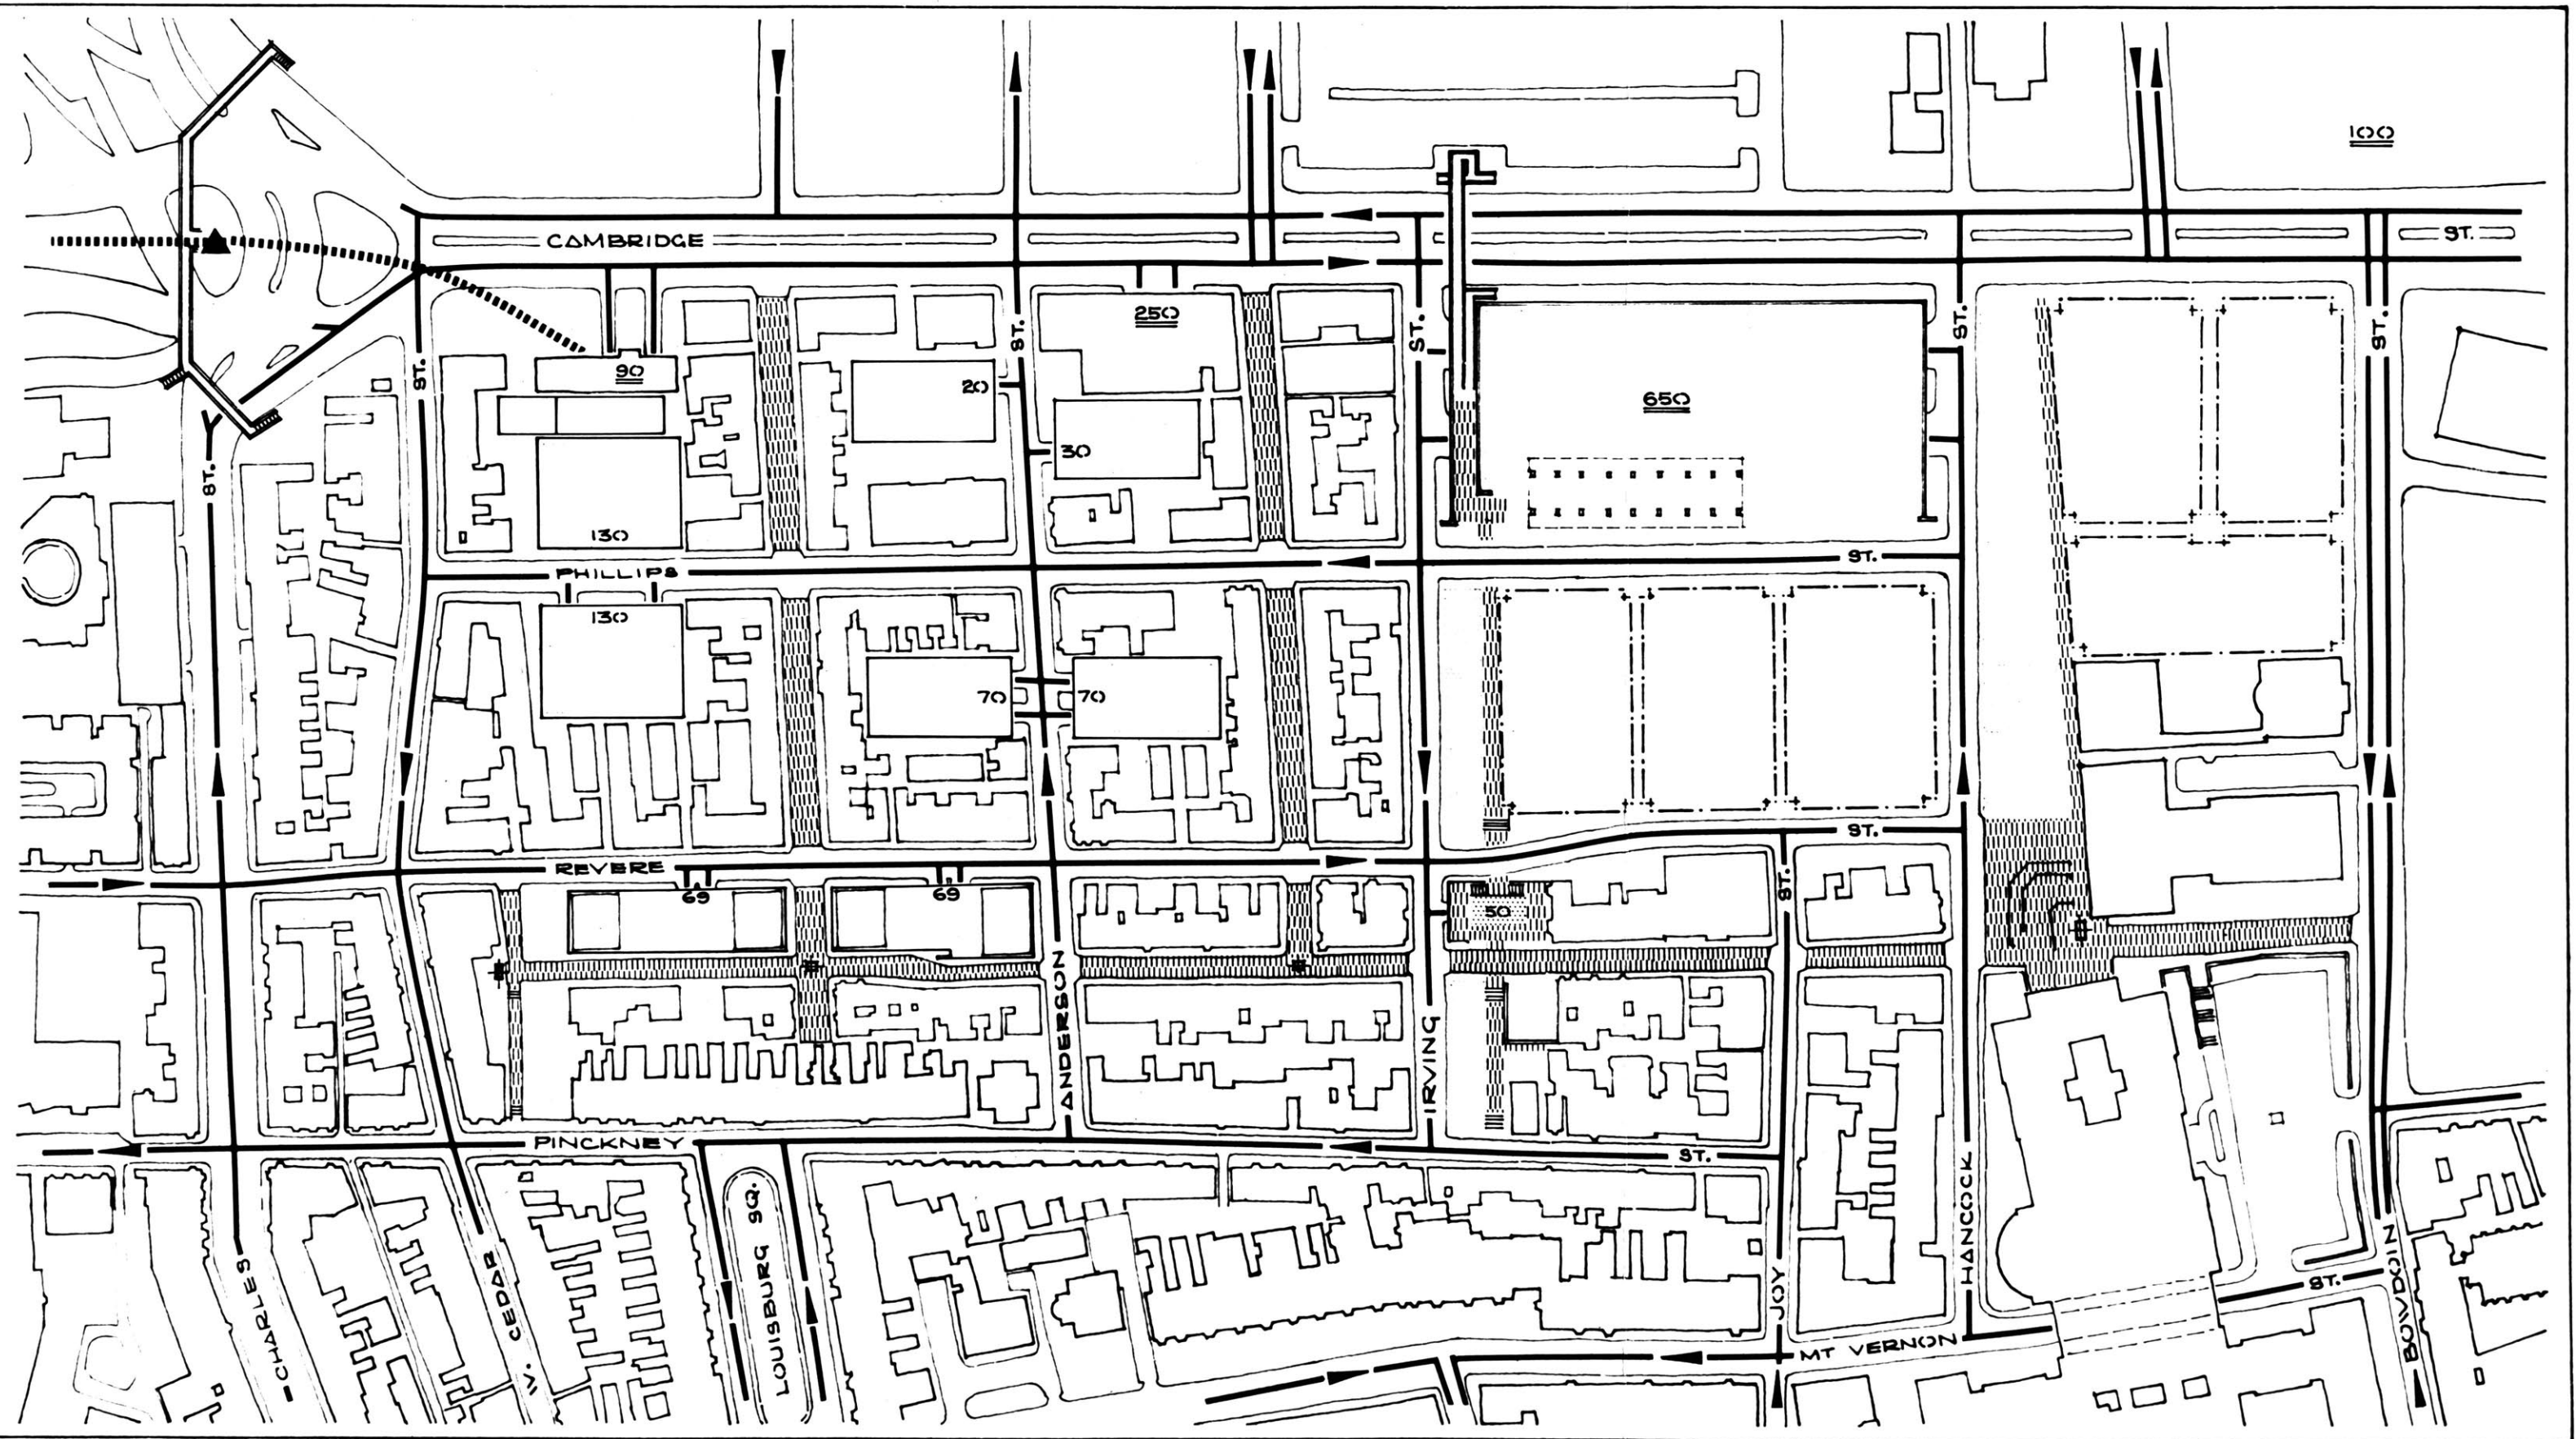 100
CAMBRIDGE ST.
ST.
ST.
ST.
ST.
ST.
90
250
20
650
30
ST.
130
PHILLIPS ST.
130
70
70
REVERE ST.
69
69
ST.
50
ANDERSON
IRVING
PINCKNEY ST.
HANCOCK
LOUISBURG SQ.
CHARLES
W. CEDAR
JOY
MT VERNON ST.
BOWDOIN